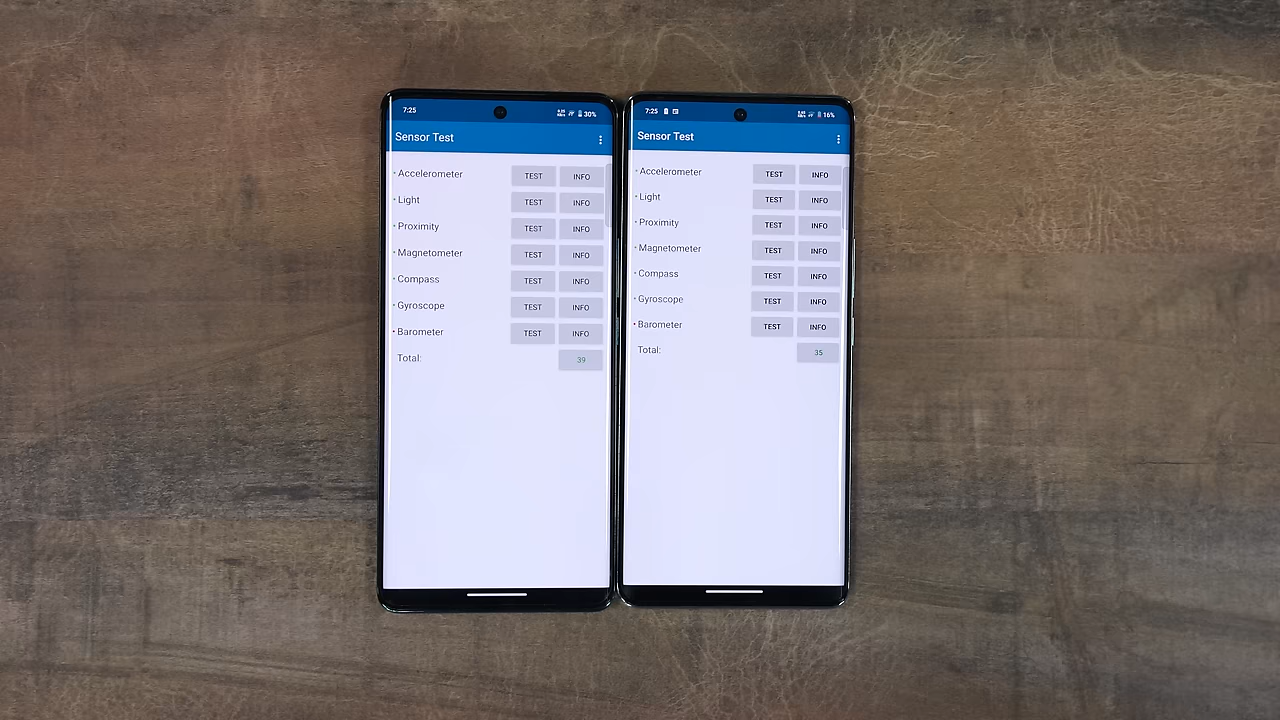 7:25
30%
Sensor Test
Accelerometer TEST INFO
Light TEST INFO
Proximity TEST INFO
Magnetometer TEST INFO
Compass TEST INFO
Gyroscope TEST INFO
Barometer TEST INFO
Total: 39
7:25
16%
Sensor Test
Accelerometer TEST INFO
Light TEST INFO
Proximity TEST INFO
Magnetometer TEST INFO
Compass TEST INFO
Gyroscope TEST INFO
Barometer TEST INFO
Total: 35